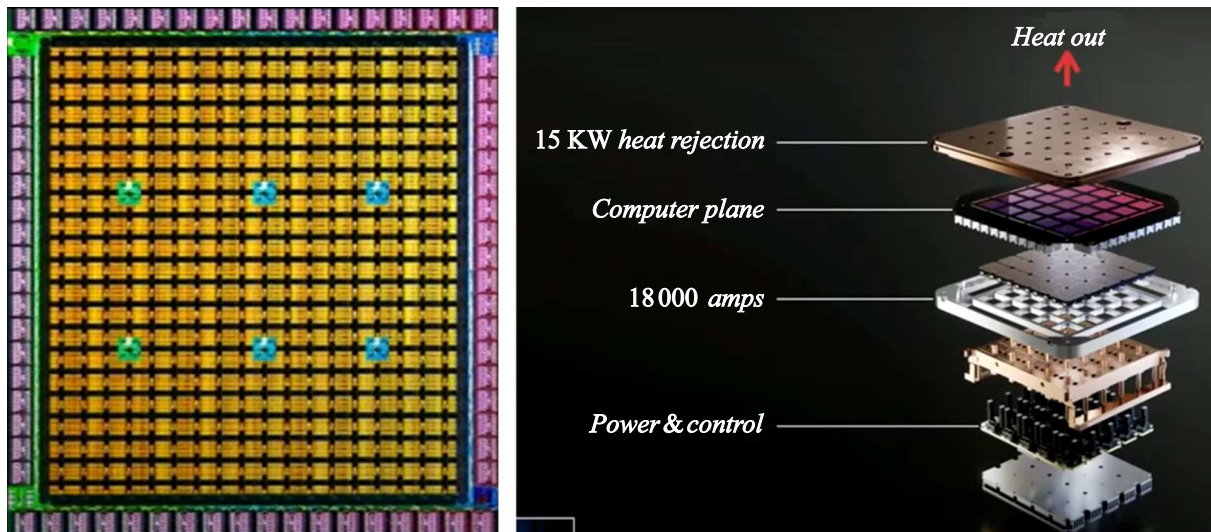 Heat out
15 KW heat rejection
Computer plane
18 000 amps
Power & control